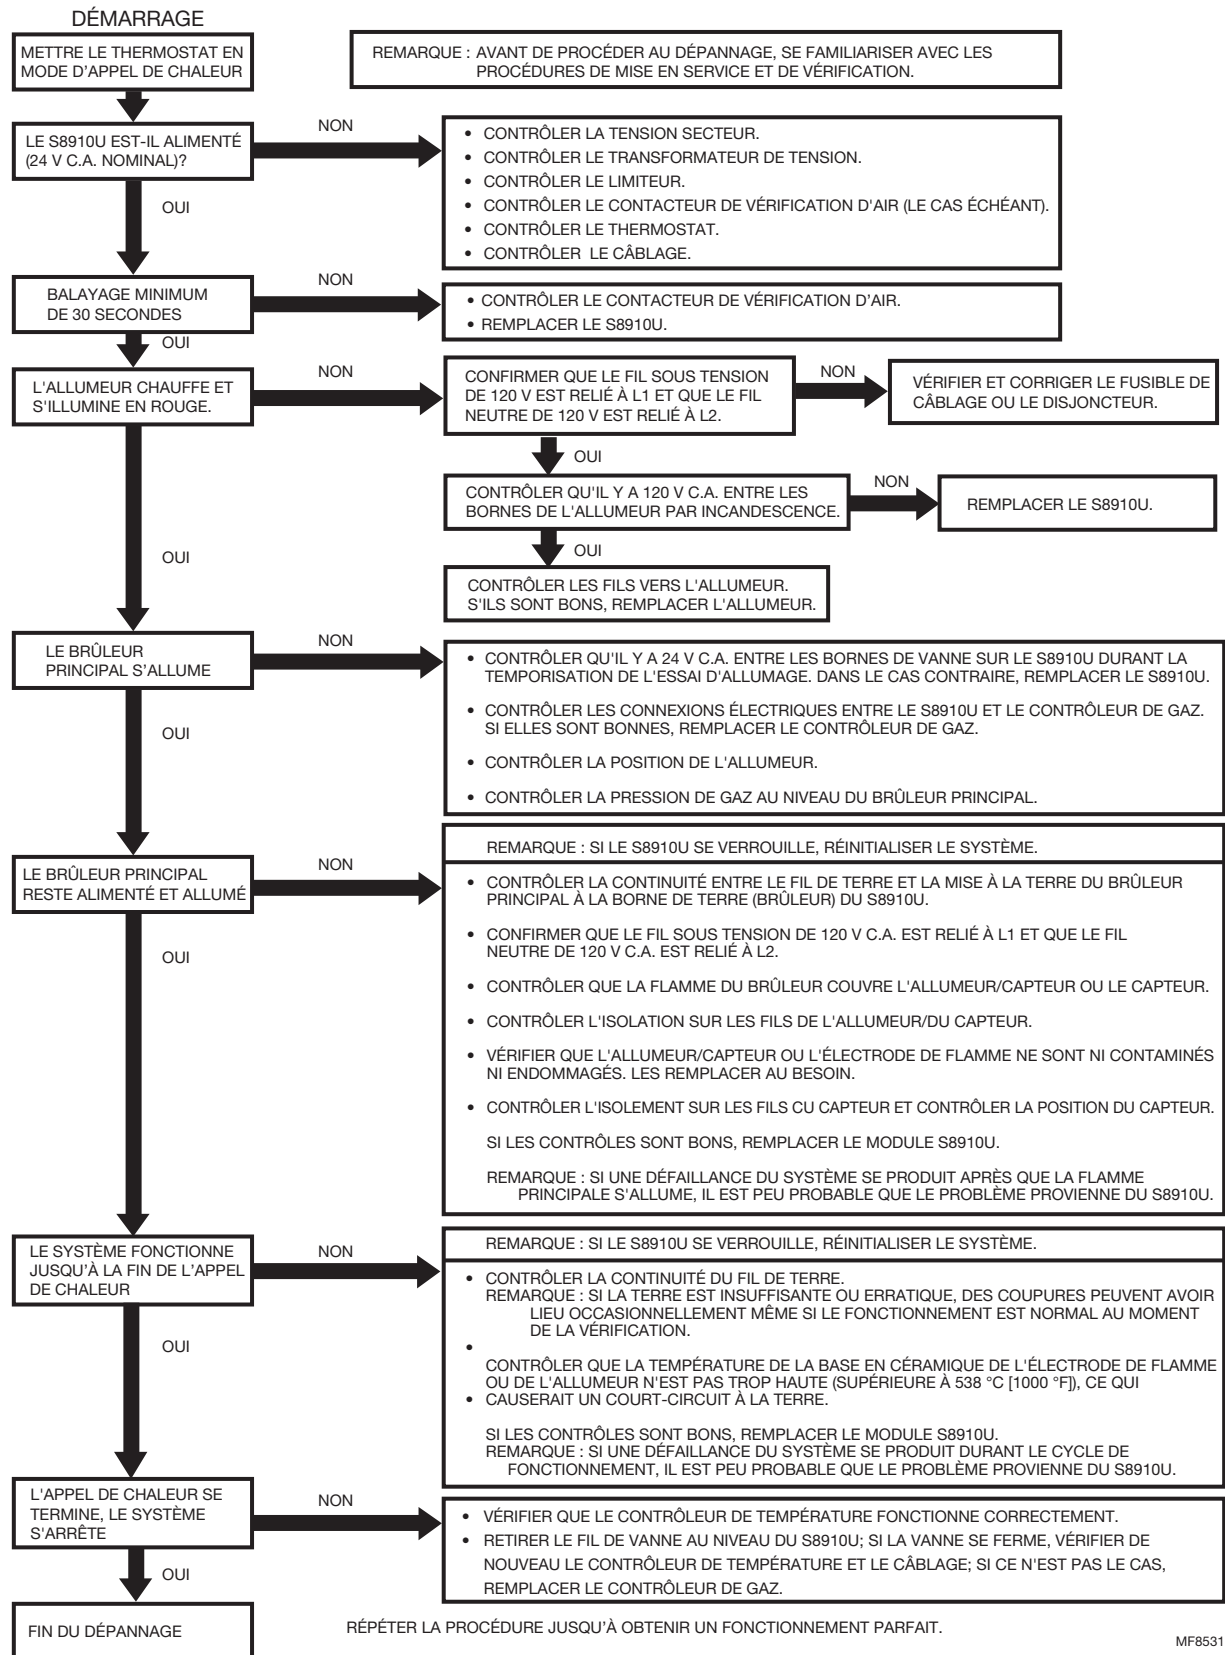 DÉMARRAGE
METTRE LE THERMOSTAT EN
MODE D'APPEL DE CHALEUR
REMARQUE : AVANT DE PROCÉDER AU DÉPANNAGE, SE FAMILIARISER AVEC LES
PROCÉDURES DE MISE EN SERVICE ET DE VÉRIFICATION.
LE S8910U EST-IL ALIMENTÉ
(24 V C.A. NOMINAL)?
NON
• CONTRÔLER LA TENSION SECTEUR.
• CONTRÔLER LE TRANSFORMATEUR DE TENSION.
• CONTRÔLER LE LIMITEUR.
• CONTRÔLER LE CONTACTEUR DE VÉRIFICATION D'AIR (LE CAS ÉCHÉANT).
• CONTRÔLER LE THERMOSTAT.
• CONTRÔLER LE CÂBLAGE.
OUI
BALAYAGE MINIMUM
DE 30 SECONDES
NON
• CONTRÔLER LE CONTACTEUR DE VÉRIFICATION D'AIR.
• REMPLACER LE S8910U.
OUI
L'ALLUMEUR CHAUFFE ET
S'ILLUMINE EN ROUGE.
NON
CONFIRMER QUE LE FIL SOUS TENSION
DE 120 V EST RELIÉ À L1 ET QUE LE FIL
NEUTRE DE 120 V EST RELIÉ À L2.
NON
VÉRIFIER ET CORRIGER LE FUSIBLE DE
CÂBLAGE OU LE DISJONCTEUR.
OUI
CONTRÔLER QU'IL Y A 120 V C.A. ENTRE LES
BORNES DE L'ALLUMEUR PAR INCANDESCENCE.
NON
REMPLACER LE S8910U.
OUI
CONTRÔLER LES FILS VERS L'ALLUMEUR.
S'ILS SONT BONS, REMPLACER L'ALLUMEUR.
OUI
LE BRÛLEUR
PRINCIPAL S'ALLUME
NON
• CONTRÔLER QU'IL Y A 24 V C.A. ENTRE LES BORNES DE VANNE SUR LE S8910U DURANT LA
TEMPORISATION DE L'ESSAI D'ALLUMAGE. DANS LE CAS CONTRAIRE, REMPLACER LE S8910U.
• CONTRÔLER LES CONNEXIONS ÉLECTRIQUES ENTRE LE S8910U ET LE CONTRÔLEUR DE GAZ.
SI ELLES SONT BONNES, REMPLACER LE CONTRÔLEUR DE GAZ.
• CONTRÔLER LA POSITION DE L'ALLUMEUR.
• CONTRÔLER LA PRESSION DE GAZ AU NIVEAU DU BRÛLEUR PRINCIPAL.
OUI
LE BRÛLEUR PRINCIPAL
RESTE ALIMENTÉ ET ALLUMÉ
NON
REMARQUE : SI LE S8910U SE VERROUILLE, RÉINITIALISER LE SYSTÈME.
• CONTRÔLER LA CONTINUITÉ ENTRE LE FIL DE TERRE ET LA MISE À LA TERRE DU BRÛLEUR
PRINCIPAL À LA BORNE DE TERRE (BRÛLEUR) DU S8910U.
• CONFIRMER QUE LE FIL SOUS TENSION DE 120 V C.A. EST RELIÉ À L1 ET QUE LE FIL
NEUTRE DE 120 V C.A. EST RELIÉ À L2.
• CONTRÔLER QUE LA FLAMME DU BRÛLEUR COUVRE L'ALLUMEUR/CAPTEUR OU LE CAPTEUR.
• CONTRÔLER L'ISOLATION SUR LES FILS DE L'ALLUMEUR/DU CAPTEUR.
• VÉRIFIER QUE L'ALLUMEUR/CAPTEUR OU L'ÉLECTRODE DE FLAMME NE SONT NI CONTAMINÉS
NI ENDOMMAGÉS. LES REMPLACER AU BESOIN.
• CONTRÔLER L'ISOLEMENT SUR LES FILS CU CAPTEUR ET CONTRÔLER LA POSITION DU CAPTEUR.
SI LES CONTRÔLES SONT BONS, REMPLACER LE MODULE S8910U.
REMARQUE : SI UNE DÉFAILLANCE DU SYSTÈME SE PRODUIT APRÈS QUE LA FLAMME
PRINCIPALE S'ALLUME, IL EST PEU PROBABLE QUE LE PROBLÈME PROVIENNE DU S8910U.
OUI
LE SYSTÈME FONCTIONNE
JUSQU'À LA FIN DE L'APPEL
DE CHALEUR
NON
REMARQUE : SI LE S8910U SE VERROUILLE, RÉINITIALISER LE SYSTÈME.
• CONTRÔLER LA CONTINUITÉ DU FIL DE TERRE.
REMARQUE : SI LA TERRE EST INSUFFISANTE OU ERRATIQUE, DES COUPURES PEUVENT AVOIR
LIEU OCCASIONNELLEMENT MÊME SI LE FONCTIONNEMENT EST NORMAL AU MOMENT
DE LA VÉRIFICATION.
•
CONTRÔLER QUE LA TEMPÉRATURE DE LA BASE EN CÉRAMIQUE DE L'ÉLECTRODE DE FLAMME
OU DE L'ALLUMEUR N'EST PAS TROP HAUTE (SUPÉRIEURE À 538 °C [1000 °F]), CE QUI
• CAUSERAIT UN COURT-CIRCUIT À LA TERRE.
SI LES CONTRÔLES SONT BONS, REMPLACER LE MODULE S8910U.
REMARQUE : SI UNE DÉFAILLANCE DU SYSTÈME SE PRODUIT DURANT LE CYCLE DE
FONCTIONNEMENT, IL EST PEU PROBABLE QUE LE PROBLÈME PROVIENNE DU S8910U.
OUI
L'APPEL DE CHALEUR SE
TERMINE, LE SYSTÈME
S'ARRÊTE
NON
• VÉRIFIER QUE LE CONTRÔLEUR DE TEMPÉRATURE FONCTIONNE CORRECTEMENT.
• RETIRER LE FIL DE VANNE AU NIVEAU DU S8910U; SI LA VANNE SE FERME, VÉRIFIER DE
NOUVEAU LE CONTRÔLEUR DE TEMPÉRATURE ET LE CÂBLAGE; SI CE N'EST PAS LE CAS,
REMPLACER LE CONTRÔLEUR DE GAZ.
OUI
FIN DU DÉPANNAGE
RÉPÉTER LA PROCÉDURE JUSQU'À OBTENIR UN FONCTIONNEMENT PARFAIT.
MF8531